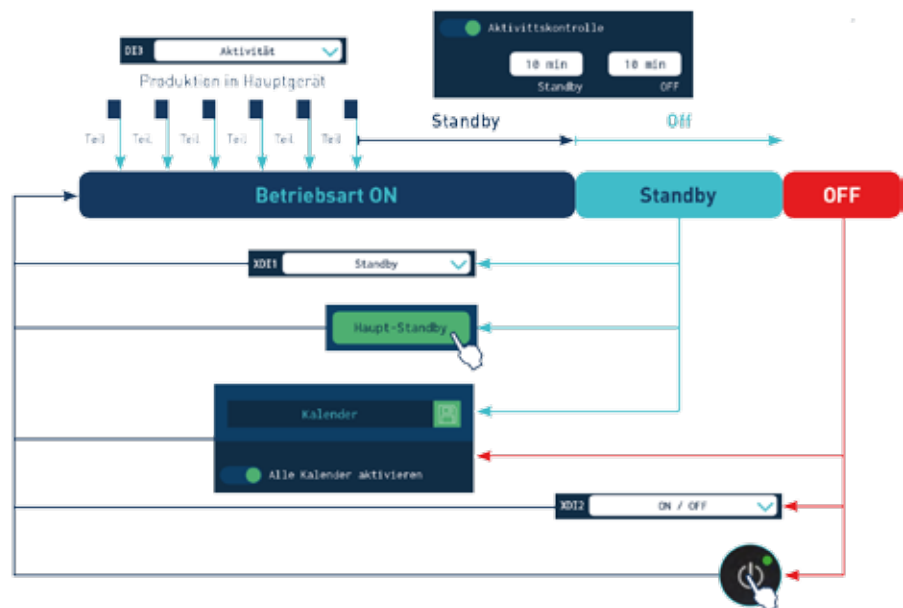 Aktivittskontrolle
DI3 Aktivität
10 min 10 min
Standby OFF
Produktion in Hauptgerät
Standby Off
Teil Teil Teil Teil Teil Teil
Betriebsart ON Standby OFF
XDI1 Standby
Haupt-Standby
Kalender
Alle Kalender aktivieren
XDI2 ON / OFF